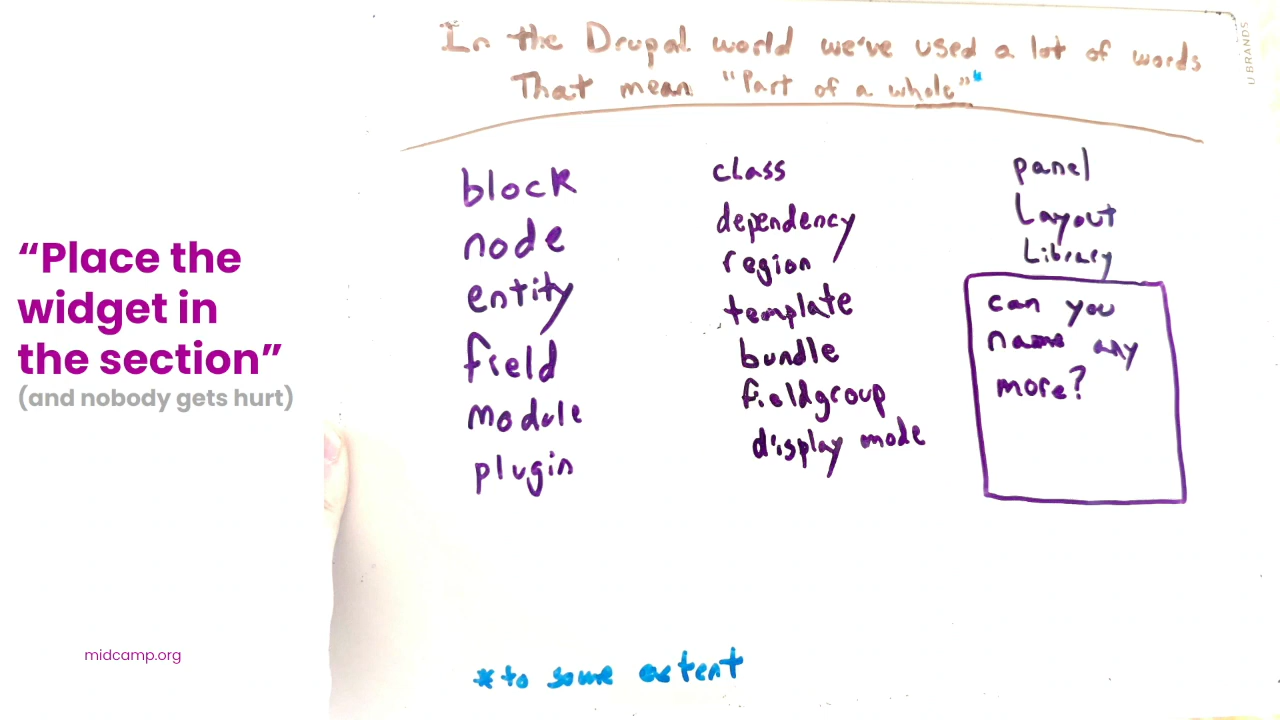 In the Drupal world we've used a lot of words
That mean "Part of a whole"*
UBRANDS
"Place the
widget in
the section"
(and nobody gets hurt)
midcamp.org
block
node
entity
field
module
plugin
class
dependency
region
template
bundle
fieldgroup
display mode
panel
Layout
Library
can you
name any
more?
*to some extent